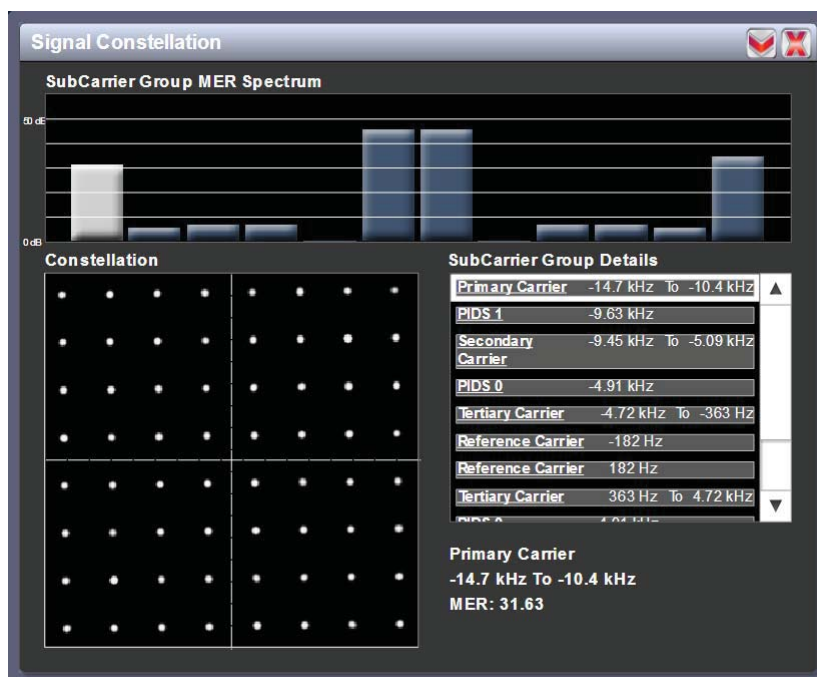 Signal Constellation
SubCarrier Group MER Spectrum
0 dB
Constellation
SubCarrier Group Details
Primary Carrier -14.7 kHz To -10.4 kHz
PIDS 1 -9.63 kHz
Secondary -9.45 kHz To -5.09 kHz
Carrier
PIDS 0 -4.91 kHz
Tertiary Carrier -4.72 kHz To -363 Hz
Reference Carrier -182 Hz
Reference Carrier 182 Hz
Tertiary Carrier 363 Hz To 4.72 kHz
Primary Carrier
-14.7 kHz To -10.4 kHz
MER: 31.63